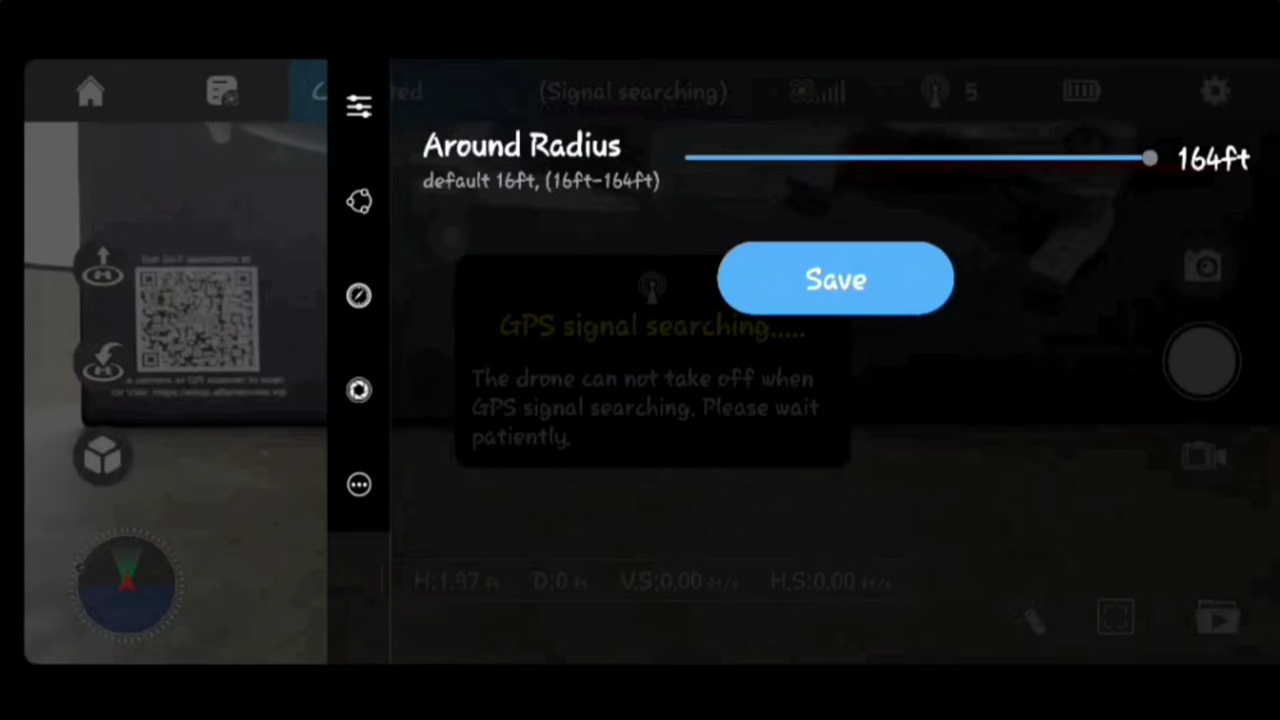 (Signal searching)
5
Around Radius
164ft
default 16ft, (16ft-164ft)
Save
GPS signal searching.....
The drone can not take off when
GPS signal searching. Please wait
patiently.
H:1.97 ft D:0 ft V.S:0.00 ft/s H.S:0.00 ft/s